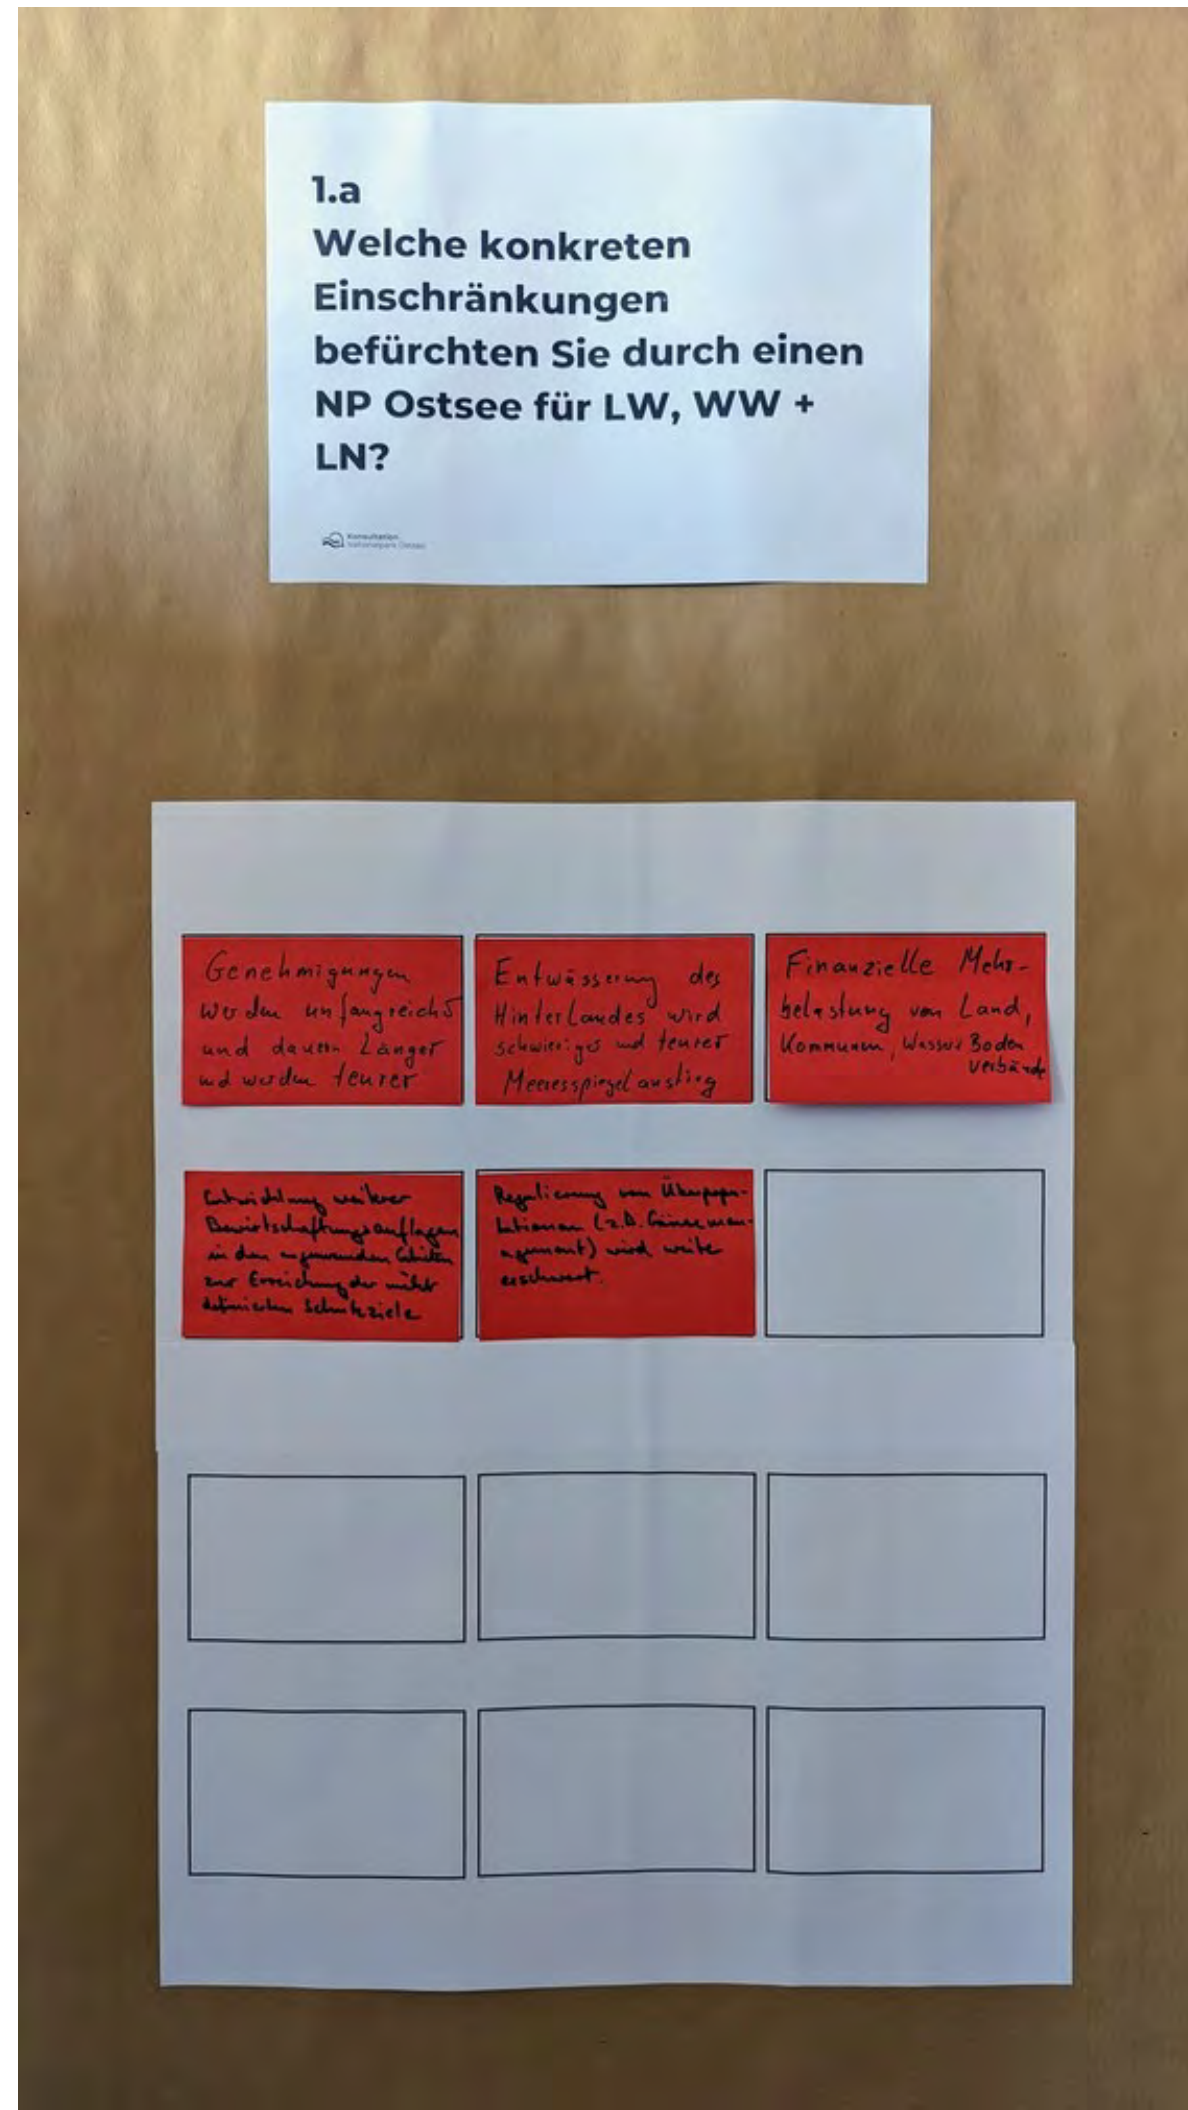 1.a
Welche konkreten
Einschränkungen
befürchten Sie durch einen
NP Ostsee für LW, WW +
LN?
Konsultation
Nationalpark Ostsee
Genehmigungen
werden umfangreicher
und dauern Länger
und werden teurer
Entwässerung des
Hinterlandes wird
schwieriger und teurer
Meeresspiegelanstieg
Finanzielle Mehr-
belastung von Land,
Kommunen, Wasser Boden
verbände
Entwicklung weiterer
Bewirtschaftungsauflagen
in den angrenzenden Gebieten
zur Erreichung der nicht
definierten Schutzziele
Regulierung von Überpopu-
lationen (z.B. Gänseman-
agement) wird weiter
erschwert.